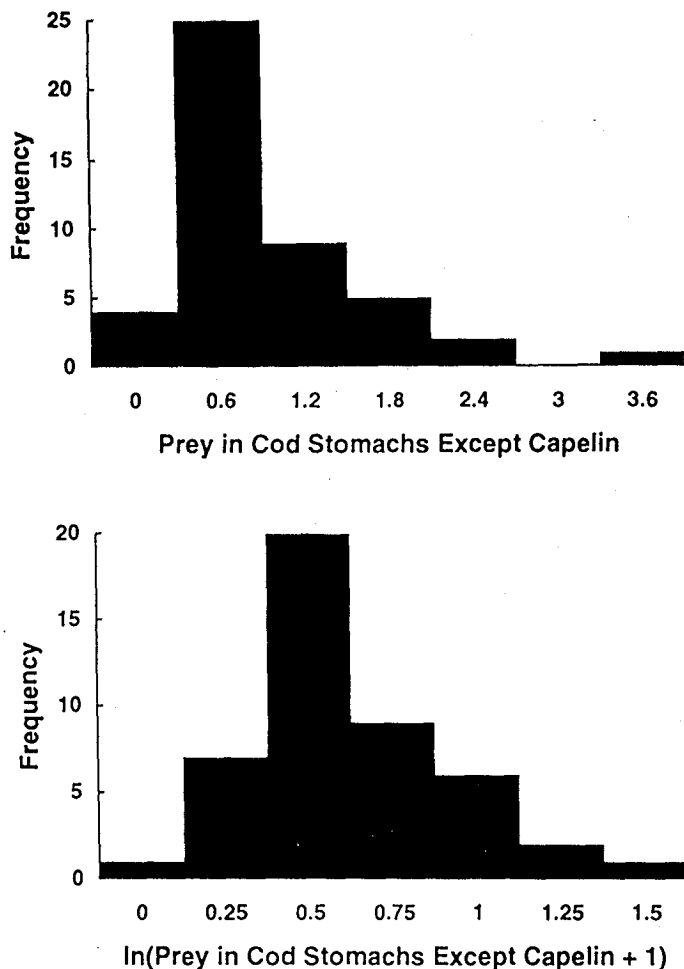 25
20
15
10
5
0
Frequency
0 0.6 1.2 1.8 2.4 3 3.6
Prey in Cod Stomachs Except Capelin
20
15
10
5
0
Frequency
0 0.25 0.5 0.75 1 1.25 1.5
ln(Prey in Cod Stomachs Except Capelin + 1)